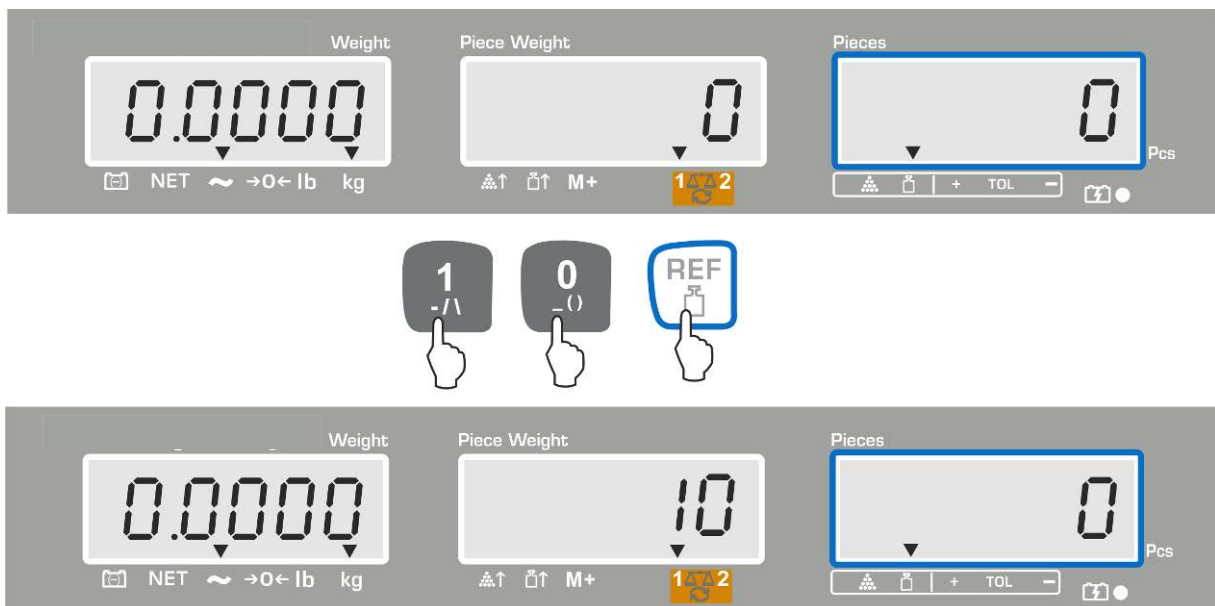 Weight Piece Weight Pieces
0.0000 0 0
Pcs
NET ~ →0← lb kg M+ 1 2 + TOL −
1 0 REF
-/\ _()
Weight Piece Weight Pieces
0.0000 10 0
Pcs
NET ~ →0← lb kg M+ 1 2 + TOL −